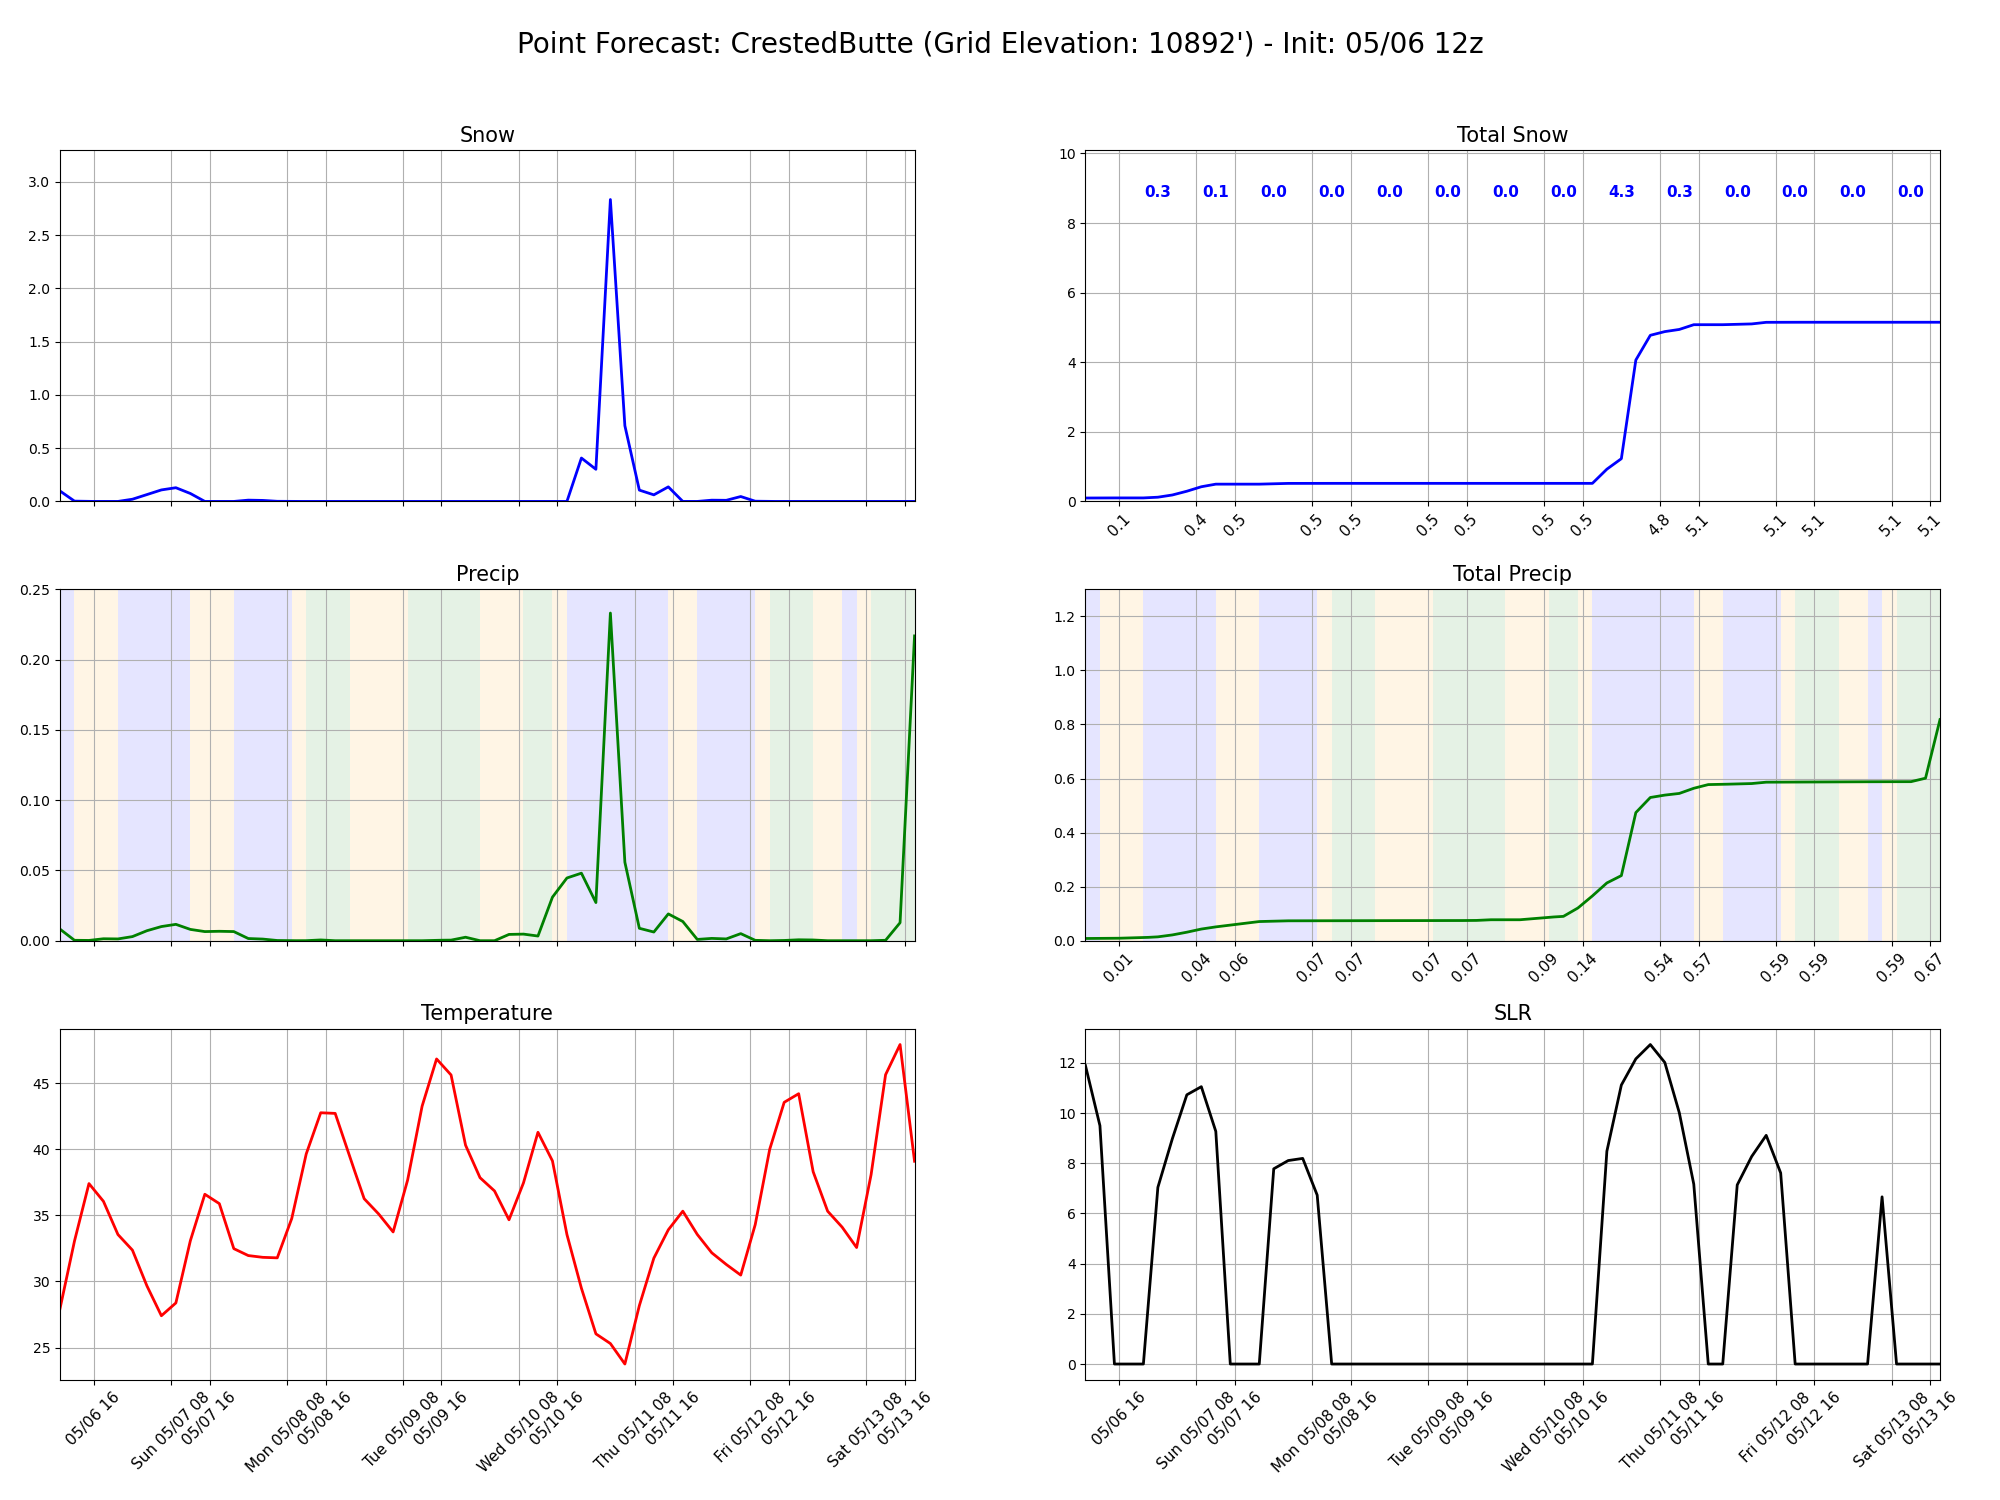 Point Forecast: CrestedButte (Grid Elevation: 10892') - Init: 05/06 12z
Snow
3.0
2.5
2.0
1.5
1.0
0.5
0.0
Total Snow
10
8
6
4
2
0
0.3 0.1 0.0 0.0 0.0 0.0 0.0 0.0 4.3 0.3 0.0 0.0 0.0 0.0
0.1 0.4 0.5 0.5 0.5 0.5 0.5 0.5 0.5 4.8 5.1 5.1 5.1 5.1 5.1
Precip
0.25
0.20
0.15
0.10
0.05
0.00
Total Precip
1.2
1.0
0.8
0.6
0.4
0.2
0.0
0.01 0.04 0.06 0.07 0.07 0.07 0.07 0.09 0.14 0.54 0.57 0.59 0.59 0.59 0.67
Temperature
45
40
35
30
25
05/06 16
Sun 05/07 08
05/07 16
Mon 05/08 08
05/08 16
Tue 05/09 08
05/09 16
Wed 05/10 08
05/10 16
Thu 05/11 08
05/11 16
Fri 05/12 08
05/12 16
Sat 05/13 08
05/13 16
SLR
12
10
8
6
4
2
0
05/06 16
Sun 05/07 08
05/07 16
Mon 05/08 08
05/08 16
Tue 05/09 08
05/09 16
Wed 05/10 08
05/10 16
Thu 05/11 08
05/11 16
Fri 05/12 08
05/12 16
Sat 05/13 08
05/13 16